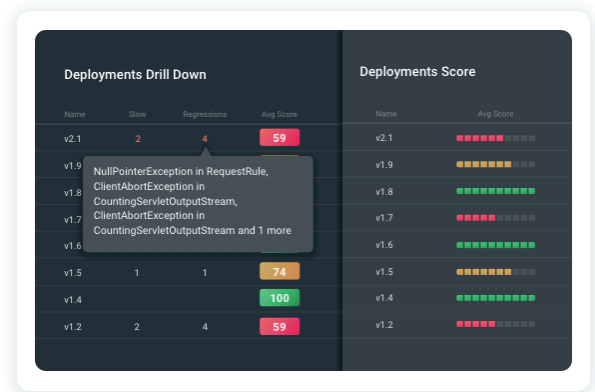 Deployments Drill Down
Name Slow Regressions Avg Score
v2.1 2 4 59
v1.9
v1.8
v1.7
v1.6
NullPointerException in RequestRule,
ClientAbortException in
CountingServletOutputStream,
ClientAbortException in
CountingServletOutputStream and 1 more
v1.5 1 1 74
v1.4 100
v1.2 2 4 59
Deployments Score
Name Avg Score
v2.1
v1.9
v1.8
v1.7
v1.6
v1.5
v1.4
v1.2